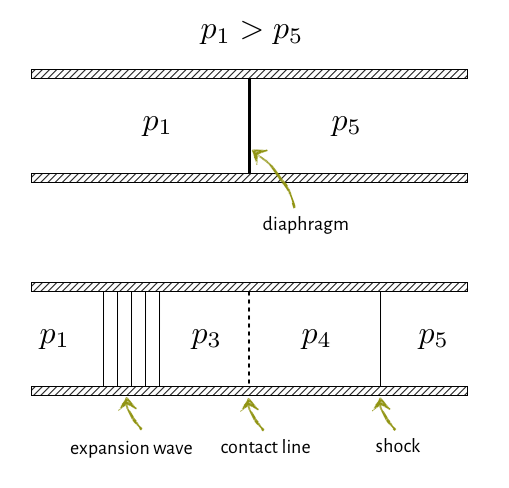 p₁ > p₅
p₁ p₅
diaphragm
p₁ p₃ p₄ p₅
expansion wave contact line shock